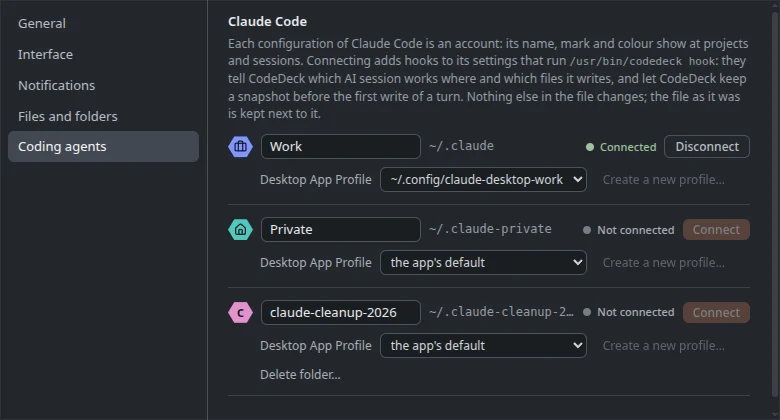 General
Interface
Notifications
Files and folders
Coding agents
Claude Code
Each configuration of Claude Code is an account: its name, mark and colour show at projects
and sessions. Connecting adds hooks to its settings that run /usr/bin/codedeck hook: they
tell CodeDeck which AI session works where and which files it writes, and let CodeDeck keep
a snapshot before the first write of a turn. Nothing else in the file changes; the file as it was
is kept next to it.
Work ~/.claude Connected Disconnect
Desktop App Profile ~/.config/claude-desktop-work Create a new profile...
Private ~/.claude-private Not connected Connect
Desktop App Profile the app's default Create a new profile...
C claude-cleanup-2026 ~/.claude-cleanup-2… Not connected Connect
Desktop App Profile the app's default Create a new profile...
Delete folder...